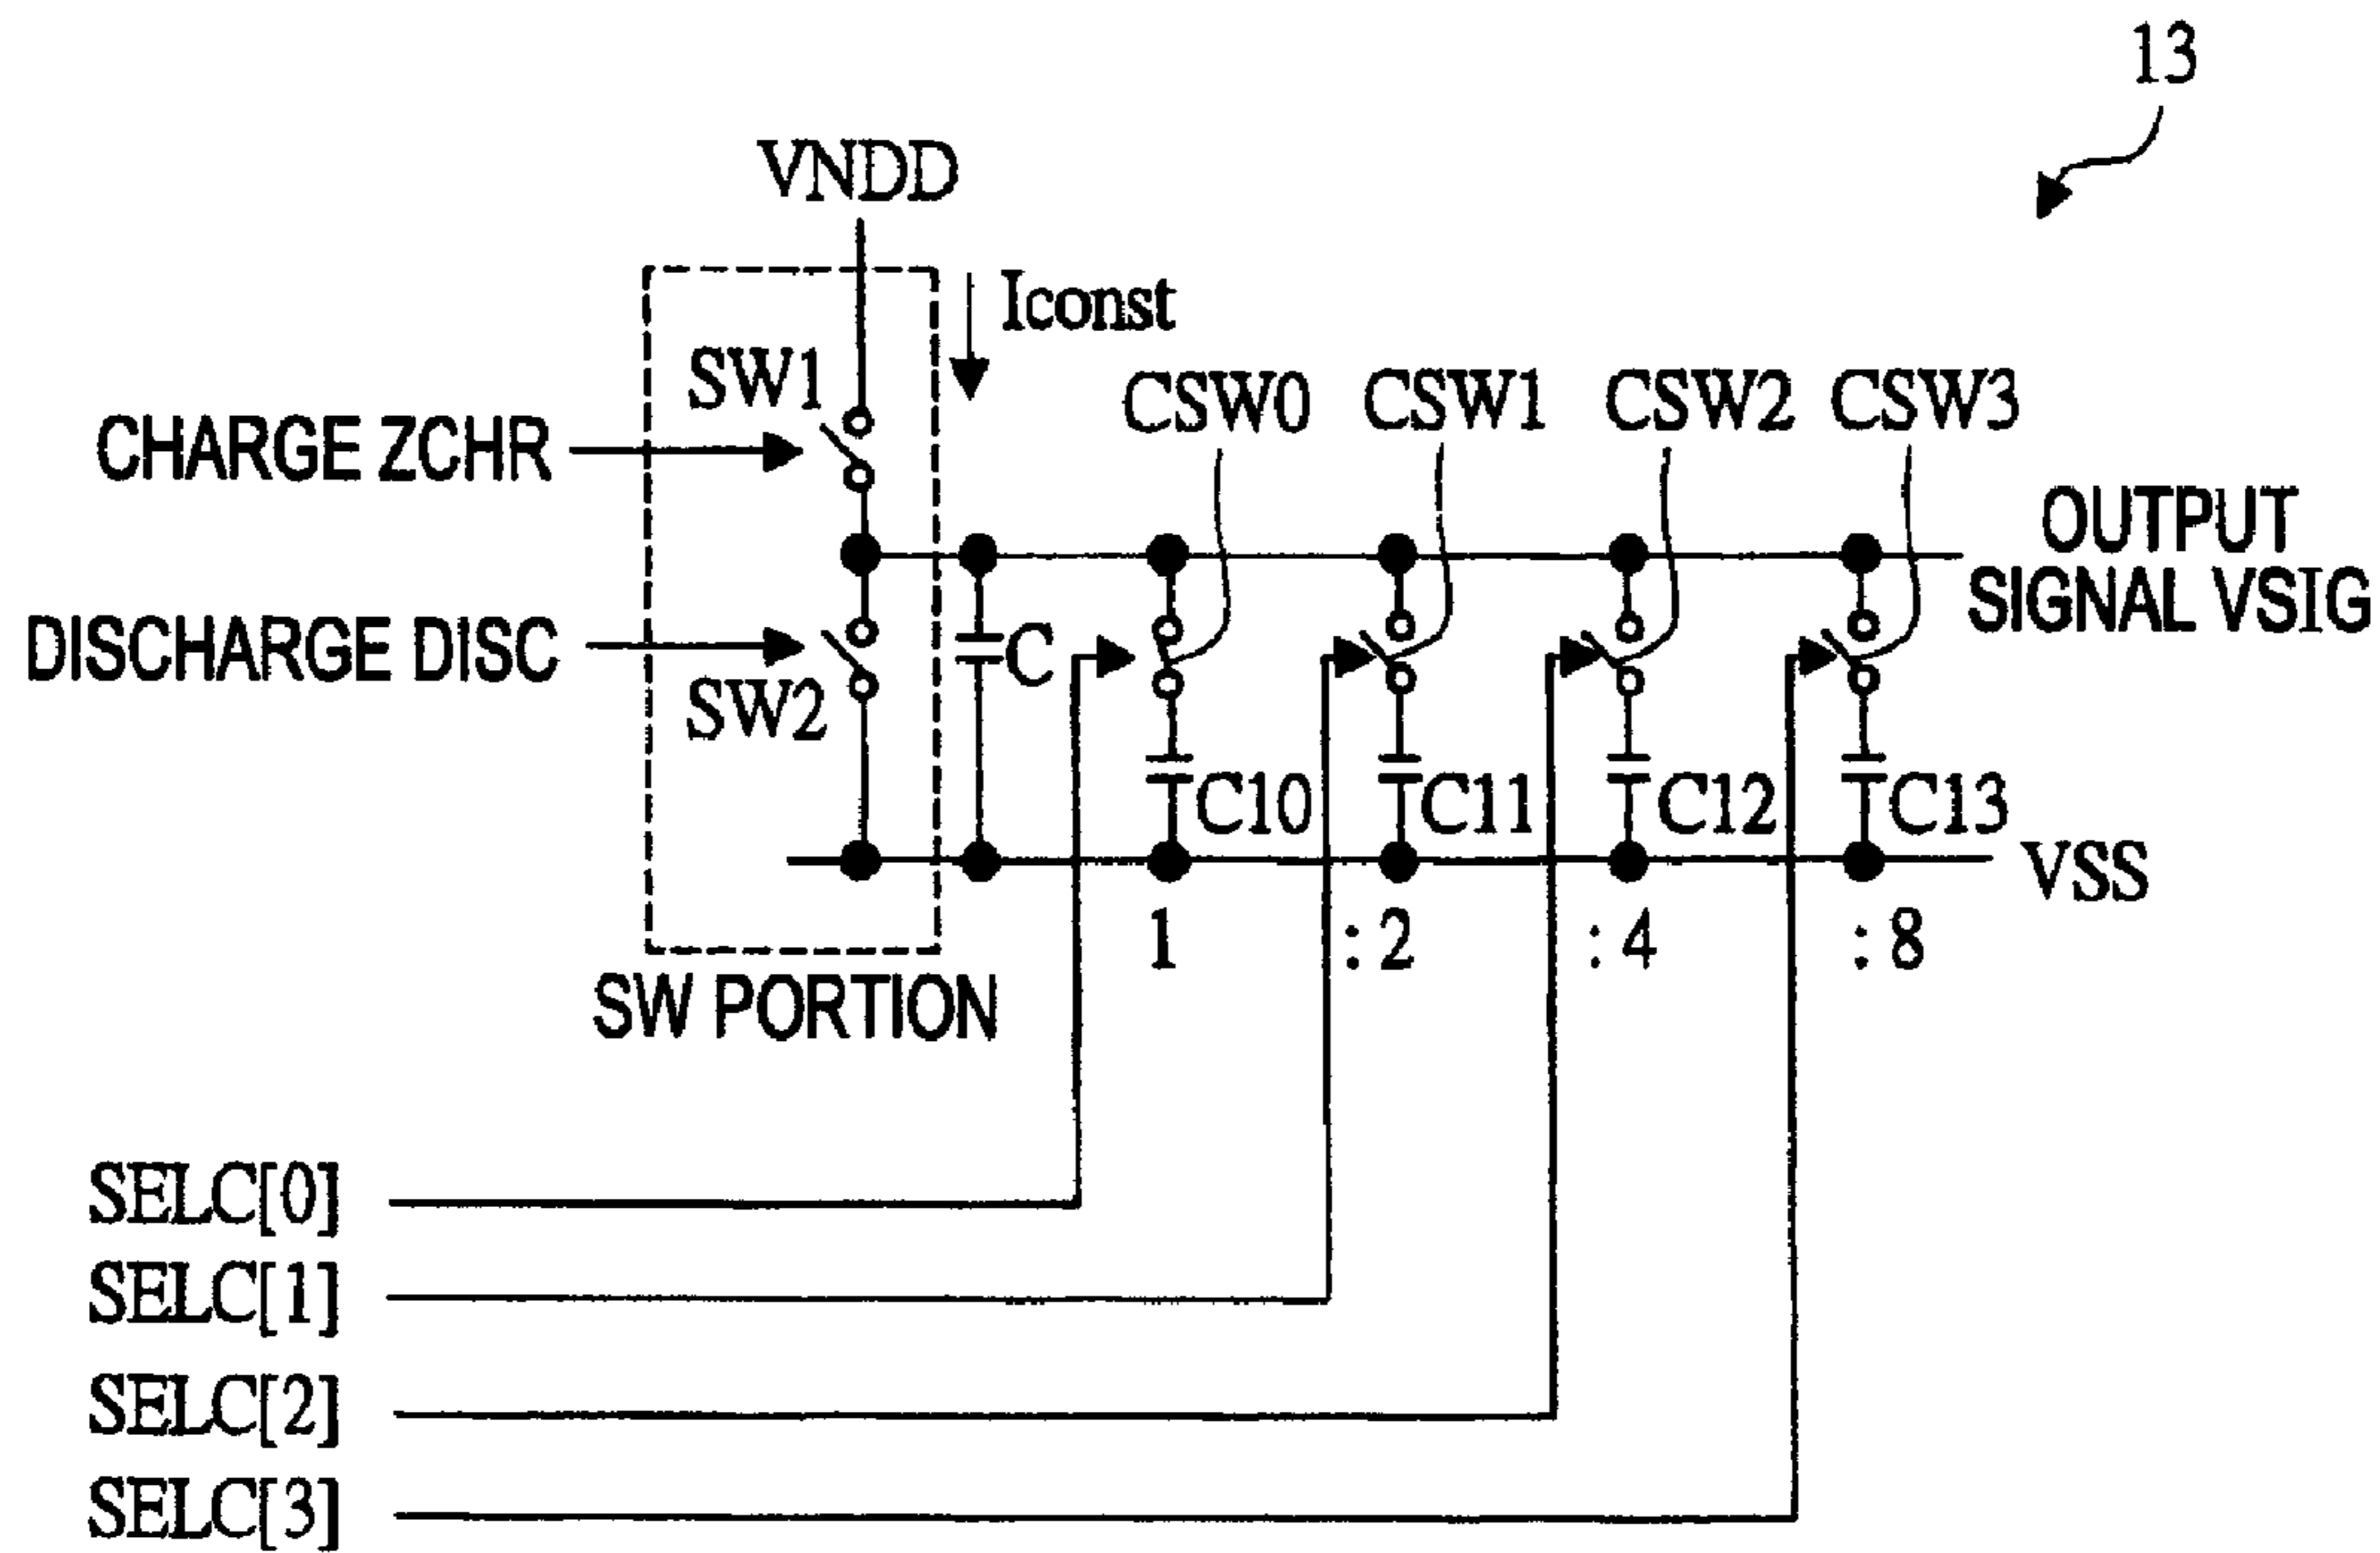 13
VNDD
Iconst
SW1
CHARGE ZCHR
CSW0 CSW1 CSW2 CSW3
OUTPUT
SIGNAL VSIG
DISCHARGE DISC
SW2
C
C10 C11 C12 C13
VSS
1 :2 :4 :8
SW PORTION
SELC[0]
SELC[1]
SELC[2]
SELC[3]